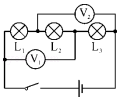 V₂
L₁ L₂ L₃
V₁